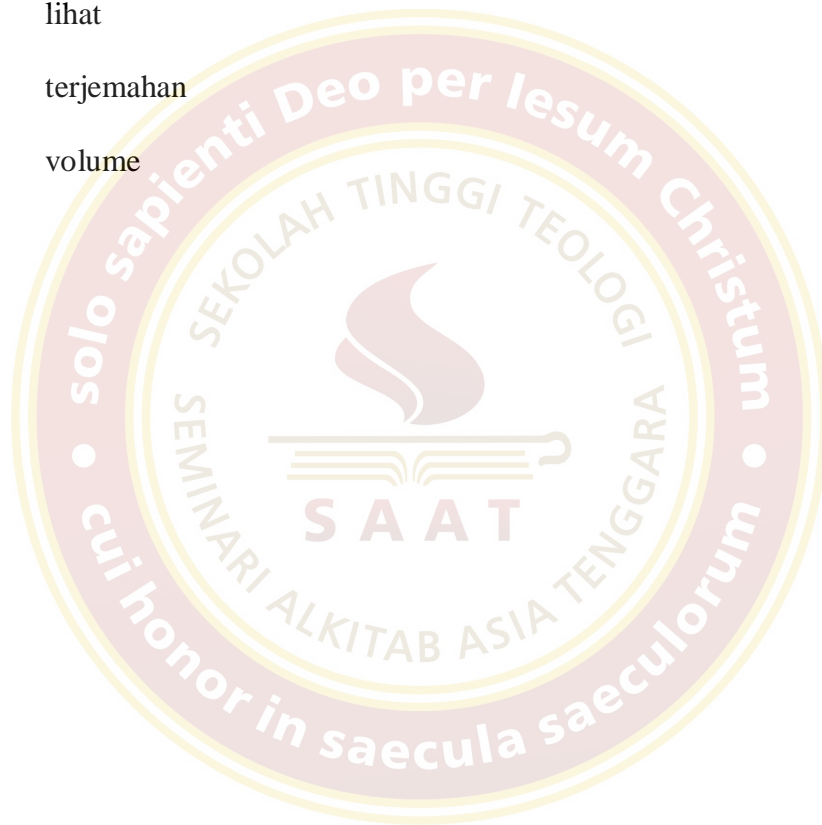 lihat
terjemahan
volume
solo sapienti Deo per Iesum Christum
SEKOLAH TINGGI TEOLOGI
SAAT
SEMINARI ALKITAB ASIA TENGGARA
cui honor in saecula saeculorum